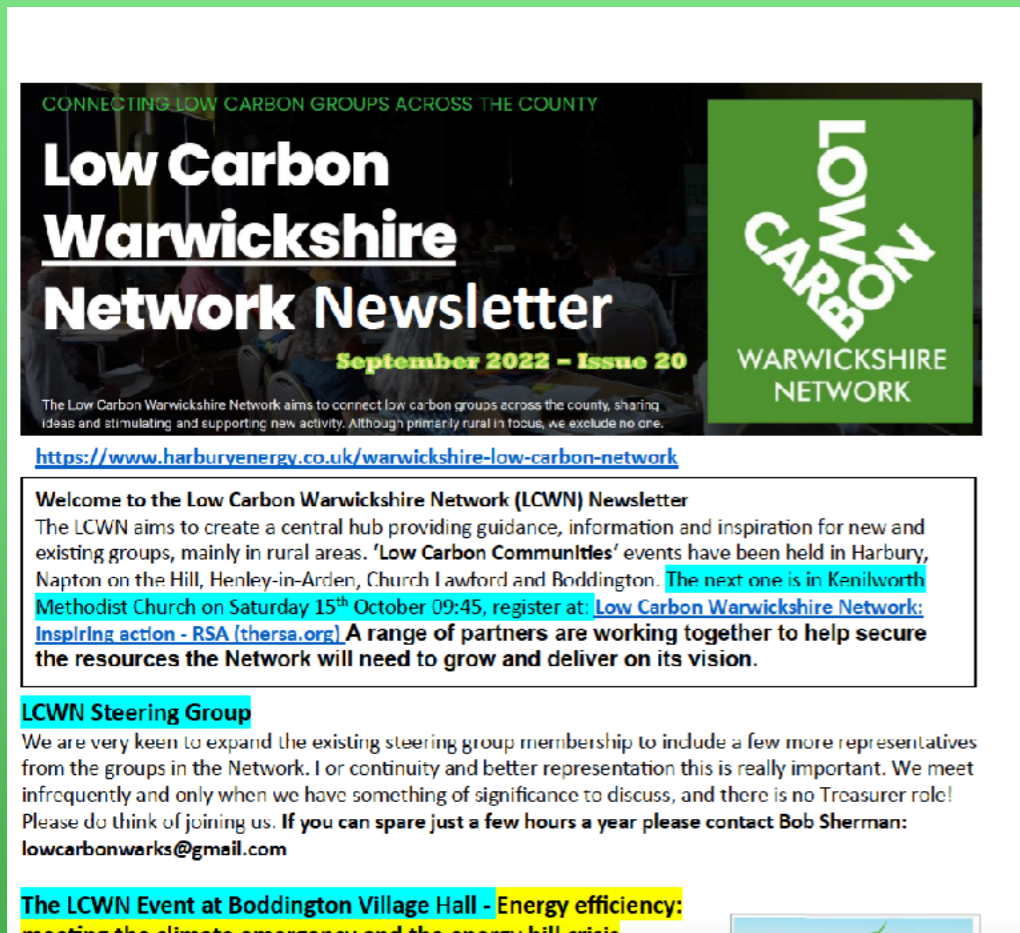 CONNECTING LOW CARBON GROUPS ACROSS THE COUNTY
Low Carbon
Warwickshire
Network Newsletter
September 2022 – Issue 20
The Low Carbon Warwickshire Network aims to connect low carbon groups across the county, sharing
ideas and stimulating and supporting new activity. Although primarily rural in focus, we exclude no one.
LOW
CARBON
WARWICKSHIRE
NETWORK
https://www.harburyenergy.co.uk/warwickshire-low-carbon-network
Welcome to the Low Carbon Warwickshire Network (LCWN) Newsletter
The LCWN aims to create a central hub providing guidance, information and inspiration for new and
existing groups, mainly in rural areas. 'Low Carbon Communities' events have been held in Harbury,
Napton on the Hill, Henley-in-Arden, Church Lawford and Boddington. The next one is in Kenilworth
Methodist Church on Saturday 15th October 09:45, register at: Low Carbon Warwickshire Network:
Inspiring action - RSA (thersa.org) A range of partners are working together to help secure
the resources the Network will need to grow and deliver on its vision.
LCWN Steering Group
We are very keen to expand the existing steering group membership to include a few more representatives
from the groups in the Network. For continuity and better representation this is really important. We meet
infrequently and only when we have something of significance to discuss, and there is no Treasurer role!
Please do think of joining us. If you can spare just a few hours a year please contact Bob Sherman:
lowcarbonwarks@gmail.com
The LCWN Event at Boddington Village Hall - Energy efficiency:
meeting the climate emergency and the energy bill crisis